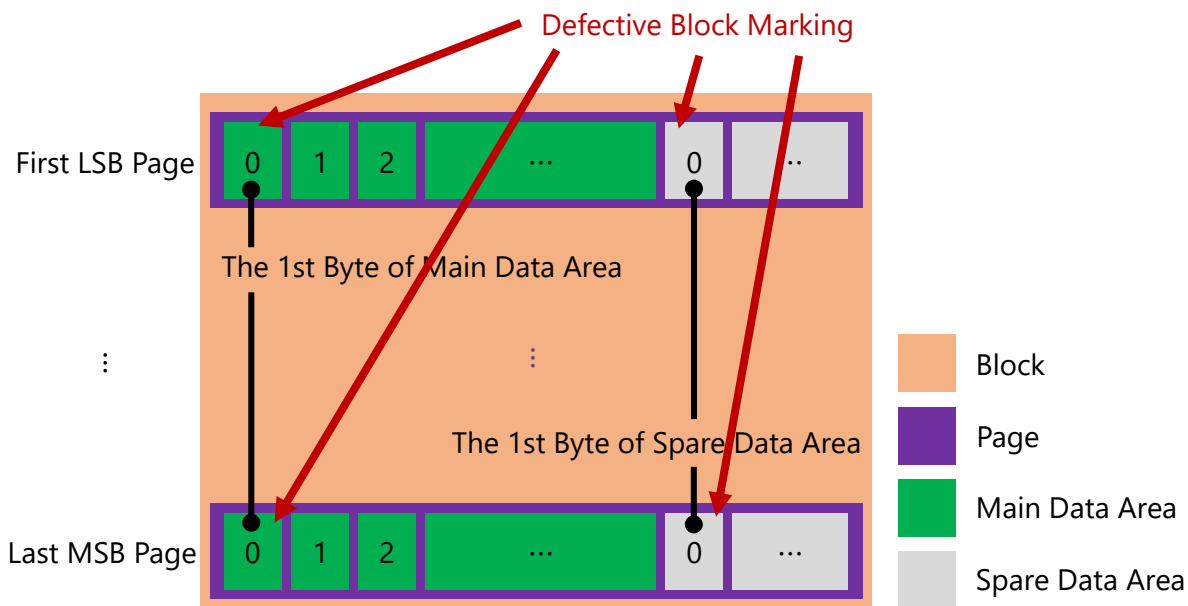 Defective Block Marking
First LSB Page 0 1 2 ... 0 ..
The 1st Byte of Main Data Area
⋮ ⋮
Block
The 1st Byte of Spare Data Area
Page
Main Data Area
Last MSB Page 0 1 2 ... 0 ...
Spare Data Area